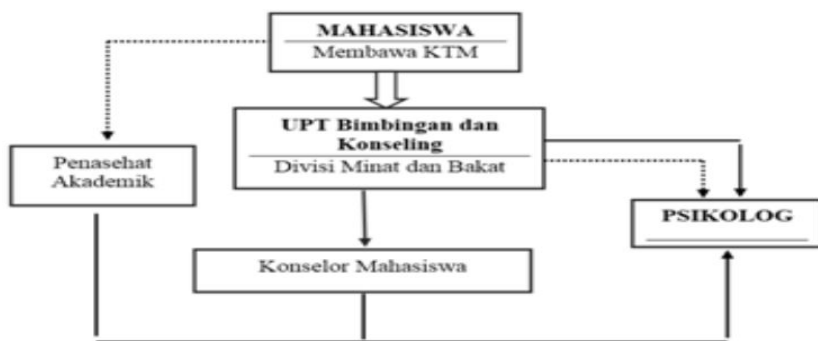 MAHASISWA
Membawa KTM
UPT Bimbingan dan
Konseling
Divisi Minat dan Bakat
Penasehat
Akademik
PSIKOLOG
Konselor Mahasiswa